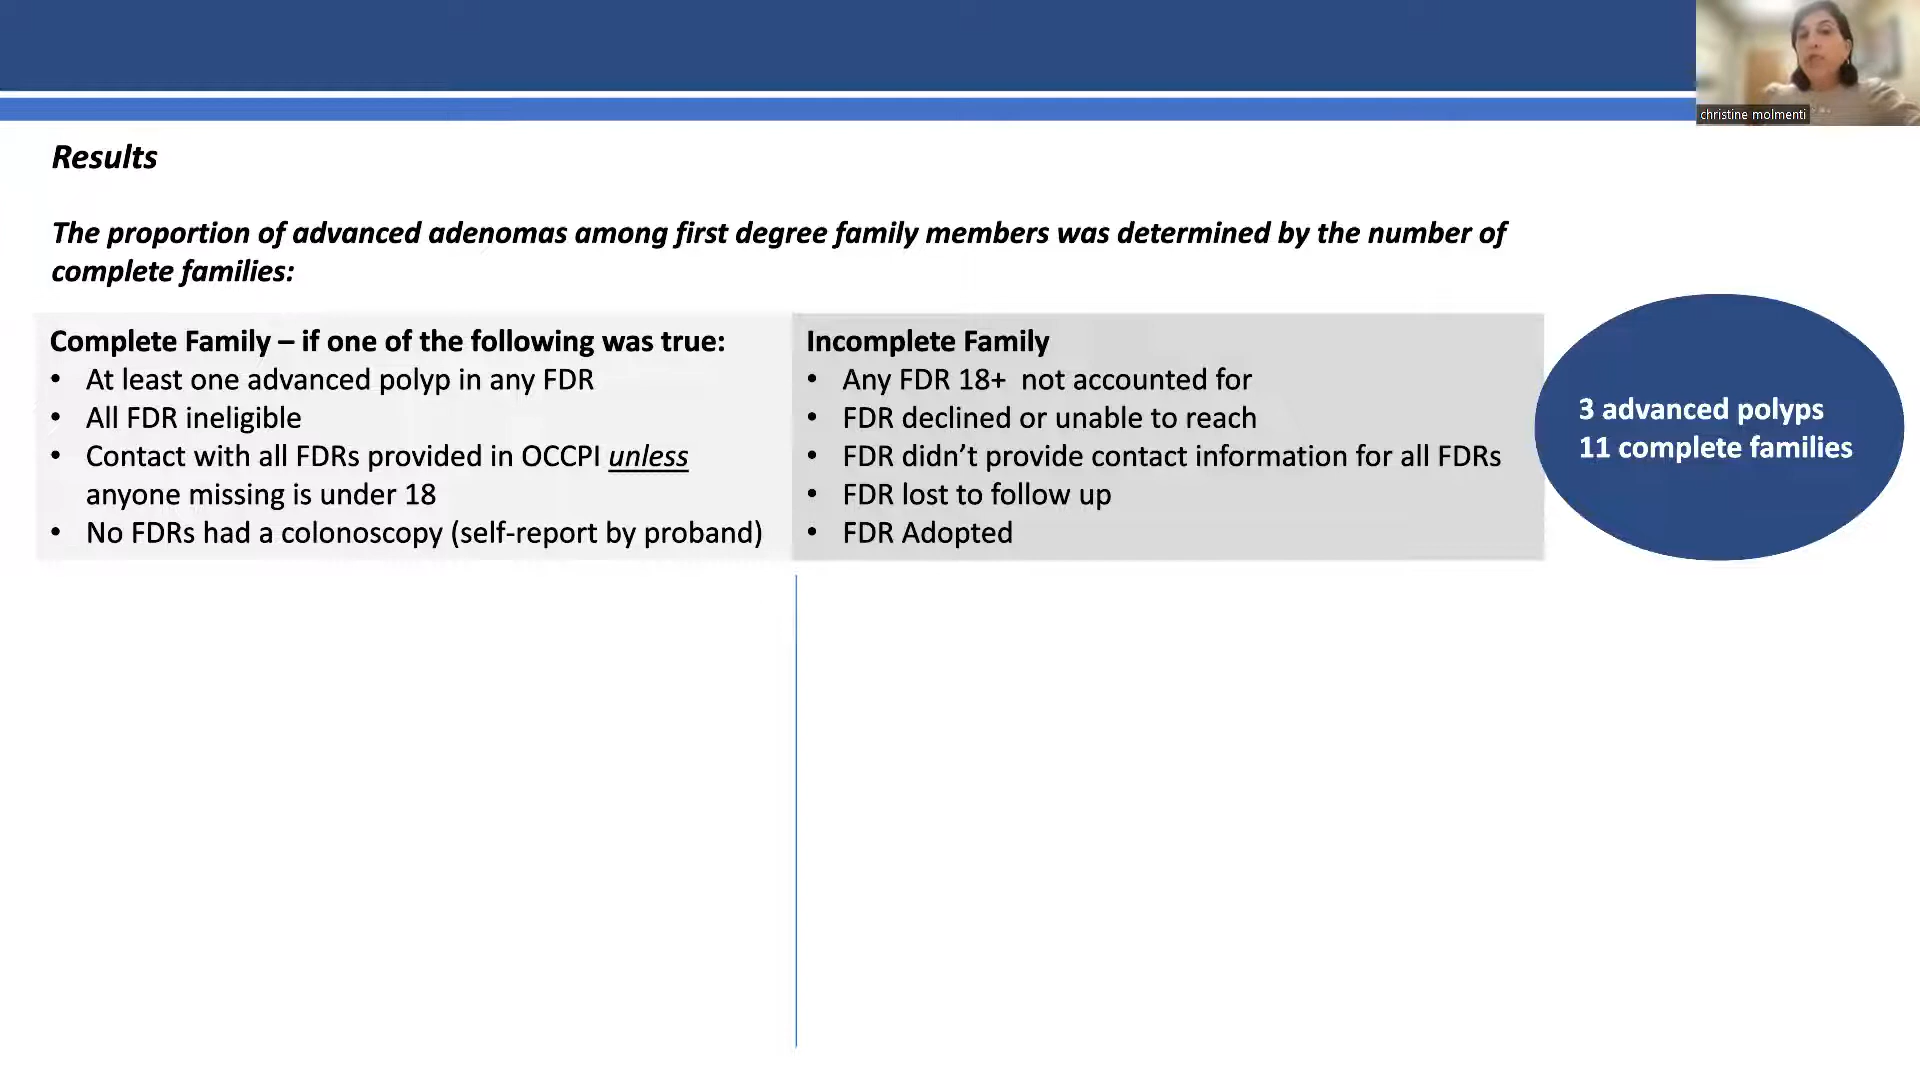 christine molmenti
Results
The proportion of advanced adenomas among first degree family members was determined by the number of
complete families:
Complete Family – if one of the following was true:
• At least one advanced polyp in any FDR
• All FDR ineligible
• Contact with all FDRs provided in OCCPI unless
anyone missing is under 18
• No FDRs had a colonoscopy (self-report by proband)
Incomplete Family
• Any FDR 18+  not accounted for
• FDR declined or unable to reach
• FDR didn’t provide contact information for all FDRs
• FDR lost to follow up
• FDR Adopted
3 advanced polyps
11 complete families